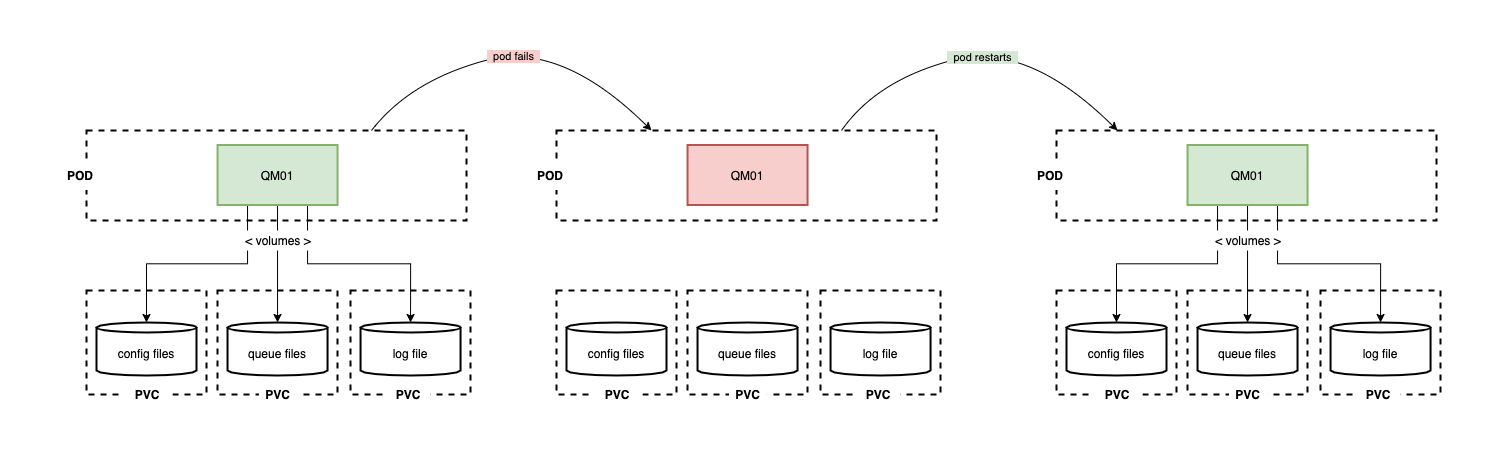 pod fails
pod restarts
POD
QM01
POD
QM01
POD
QM01
< volumes >
< volumes >
config files
queue files
log file
config files
queue files
log file
config files
queue files
log file
PVC
PVC
PVC
PVC
PVC
PVC
PVC
PVC
PVC